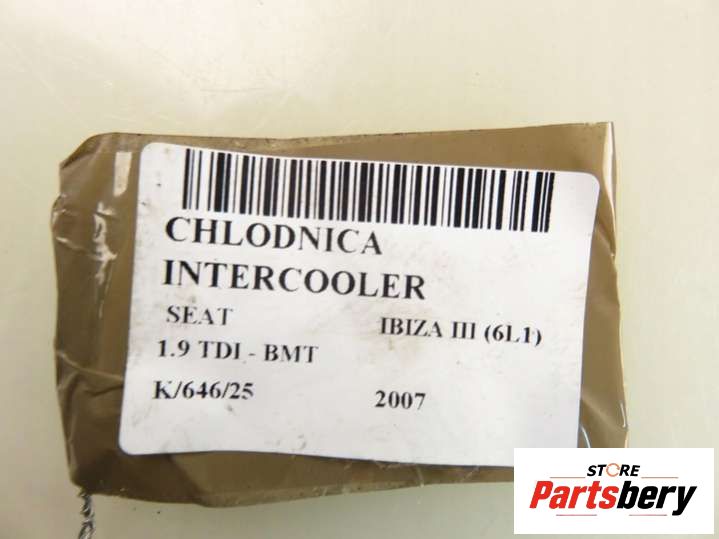 CHLODNICA
INTERCOOLER
SEAT IBIZA III (6L1)
1.9 TDI - BMT
K/646/25 2007
STORE
Partsbery